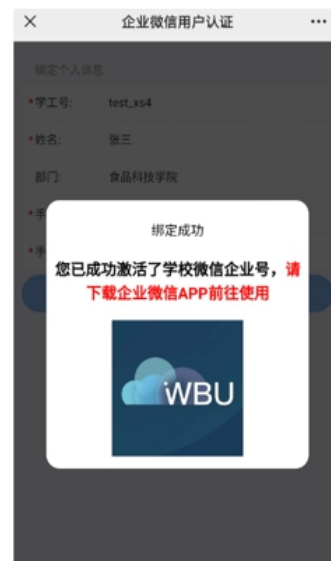 企业微信用户认证
绑定个人信息
*学工号: test_xs4
*姓名: 张三
部门: 食品科技学院
*手
*手
绑定成功
您已成功激活了学校微信企业号，请
下载企业微信APP前往使用
WBU